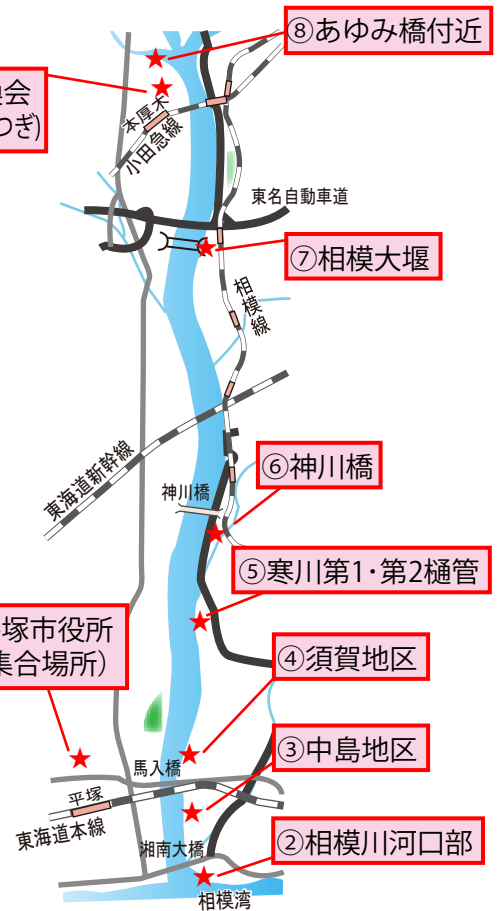 ⑧あゆみ橋付近
会
つぎ)
本厚木
小田急線
東名自動車道
⑦相模大堰
相模線
東海道新幹線
⑥神川橋
神川橋
⑤寒川第1・第2樋管
塚市役所
集合場所）
④須賀地区
馬入橋
③中島地区
平塚
東海道本線
湘南大橋
②相模川河口部
相模湾